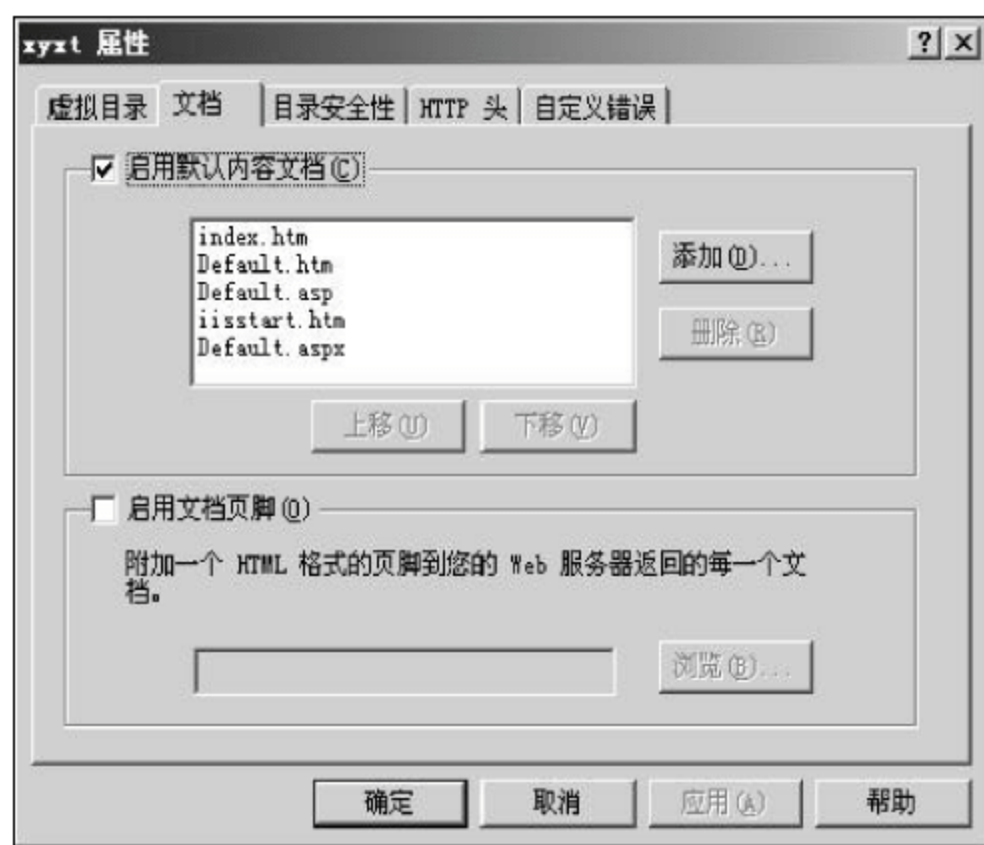 xyxt 属性
? ×
虚拟目录 文档 目录安全性 HTTP 头 自定义错误
启用默认内容文档(C)
index.htm
Default.htm
Default.asp
iisstart.htm
Default.aspx
添加(D)...
删除(R)
上移(U) 下移(V)
启用文档页脚(O)
附加一个 HTML 格式的页脚到您的 Web 服务器返回的每一个文
档。
浏览(B)...
确定 取消 应用(A) 帮助